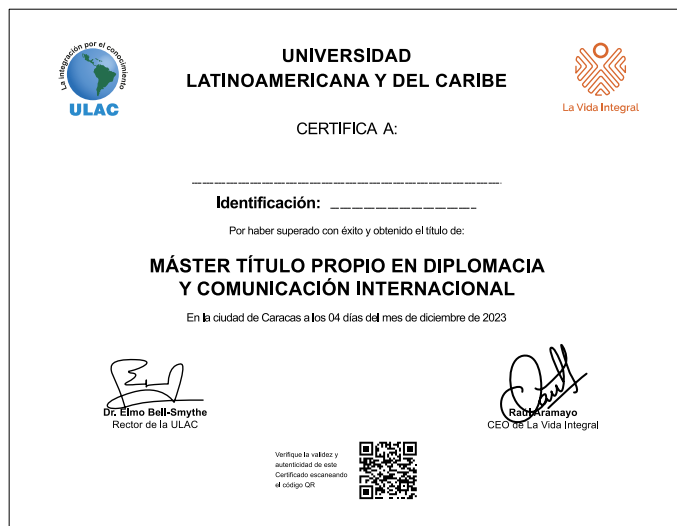 La integración por el conocimiento
ULAC
UNIVERSIDAD
LATINOAMERICANA Y DEL CARIBE
La Vida Integral
CERTIFICA A:
Identificación:
Por haber superado con éxito y obtenido el título de:
MÁSTER TÍTULO PROPIO EN DIPLOMACIA
Y COMUNICACIÓN INTERNACIONAL
En la ciudad de Caracas a los 04 días del mes de diciembre de 2023
Dr. Elmo Bell-Smythe
Rector de la ULAC
Raúl Aramayo
CEO de La Vida Integral
Verifique la validez y
autenticidad de este
Certificado escaneando
el código QR